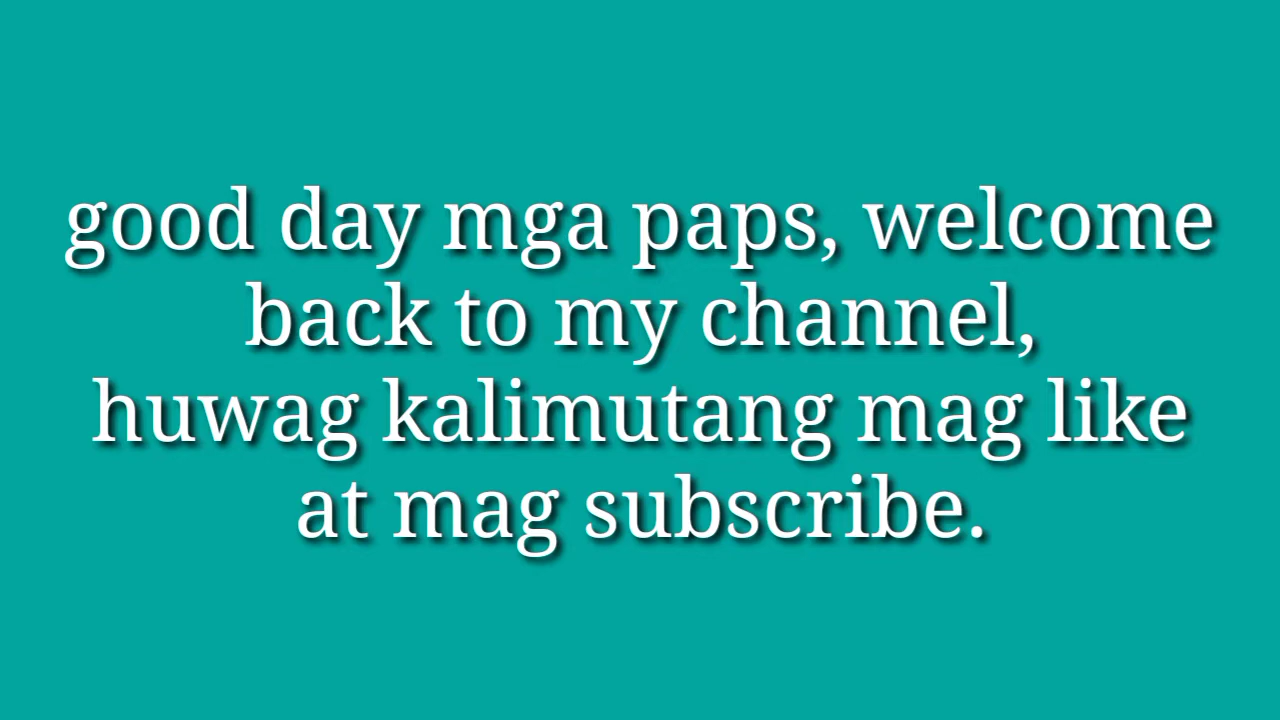 good day mga paps, welcome
back to my channel,
huwag kalimutang mag like
at mag subscribe.